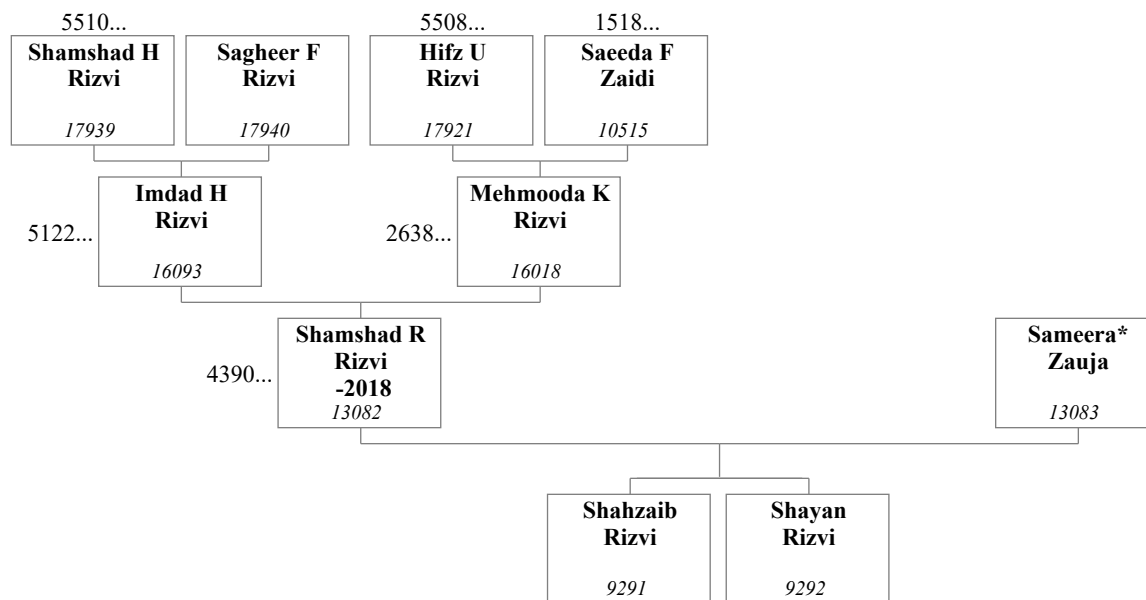 5510...
5508...
1518...
Shamshad H
Rizvi
17939
Sagheer F
Rizvi
17940
Hifz U
Rizvi
17921
Saeeda F
Zaidi
10515
5122...
Imdad H
Rizvi
16093
2638...
Mehmooda K
Rizvi
16018
4390...
Shamshad R
Rizvi
-2018
13082
Sameera*
Zauja
13083
Shahzaib
Rizvi
9291
Shayan
Rizvi
9292